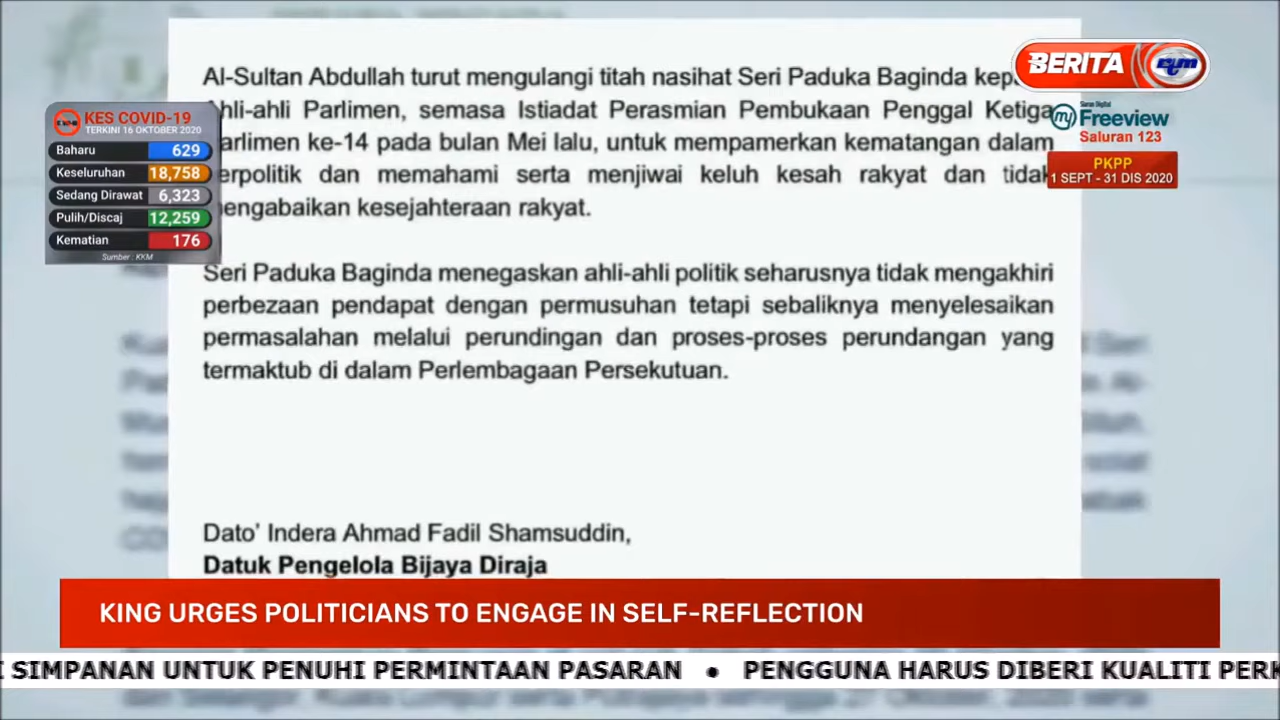 Al-Sultan Abdullah turut mengulangi titah nasihat Seri Paduka Baginda
Ahli-ahli Parlimen, semasa Istiadat Perasmian Pembukaan Penggal Ketiga
Parlimen ke-14 pada bulan Mei lalu, untuk mempamerkan kematangan dalam
berpolitik dan memahami serta menjiwai keluh kesah rakyat dan tidak
mengabaikan kesejahteraan rakyat.
Seri Paduka Baginda menegaskan ahli-ahli politik seharusnya tidak mengakhiri
perbezaan pendapat dengan permusuhan tetapi sebaliknya menyelesaikan
permasalahan melalui perundingan dan proses-proses perundangan yang
termaktub di dalam Perlembagaan Persekutuan.
Dato' Indera Ahmad Fadil Shamsuddin,
Datuk Pengelola Bijaya Diraja
BERITA rtm
Siaran Digital
my Freeview
Saluran 123
PKPP
1 SEPT - 31 DIS 2020
KES COVID-19
TERKINI 16 OKTOBER 2020
Baharu 629
Keseluruhan 18,758
Sedang Dirawat 6,323
Pulih/Discaj 12,259
Kematian 176
Sumber : KKM
KING URGES POLITICIANS TO ENGAGE IN SELF-REFLECTION
SIMPANAN UNTUK PENUHI PERMINTAAN PASARAN • PENGGUNA HARUS DIBERI KUALITI